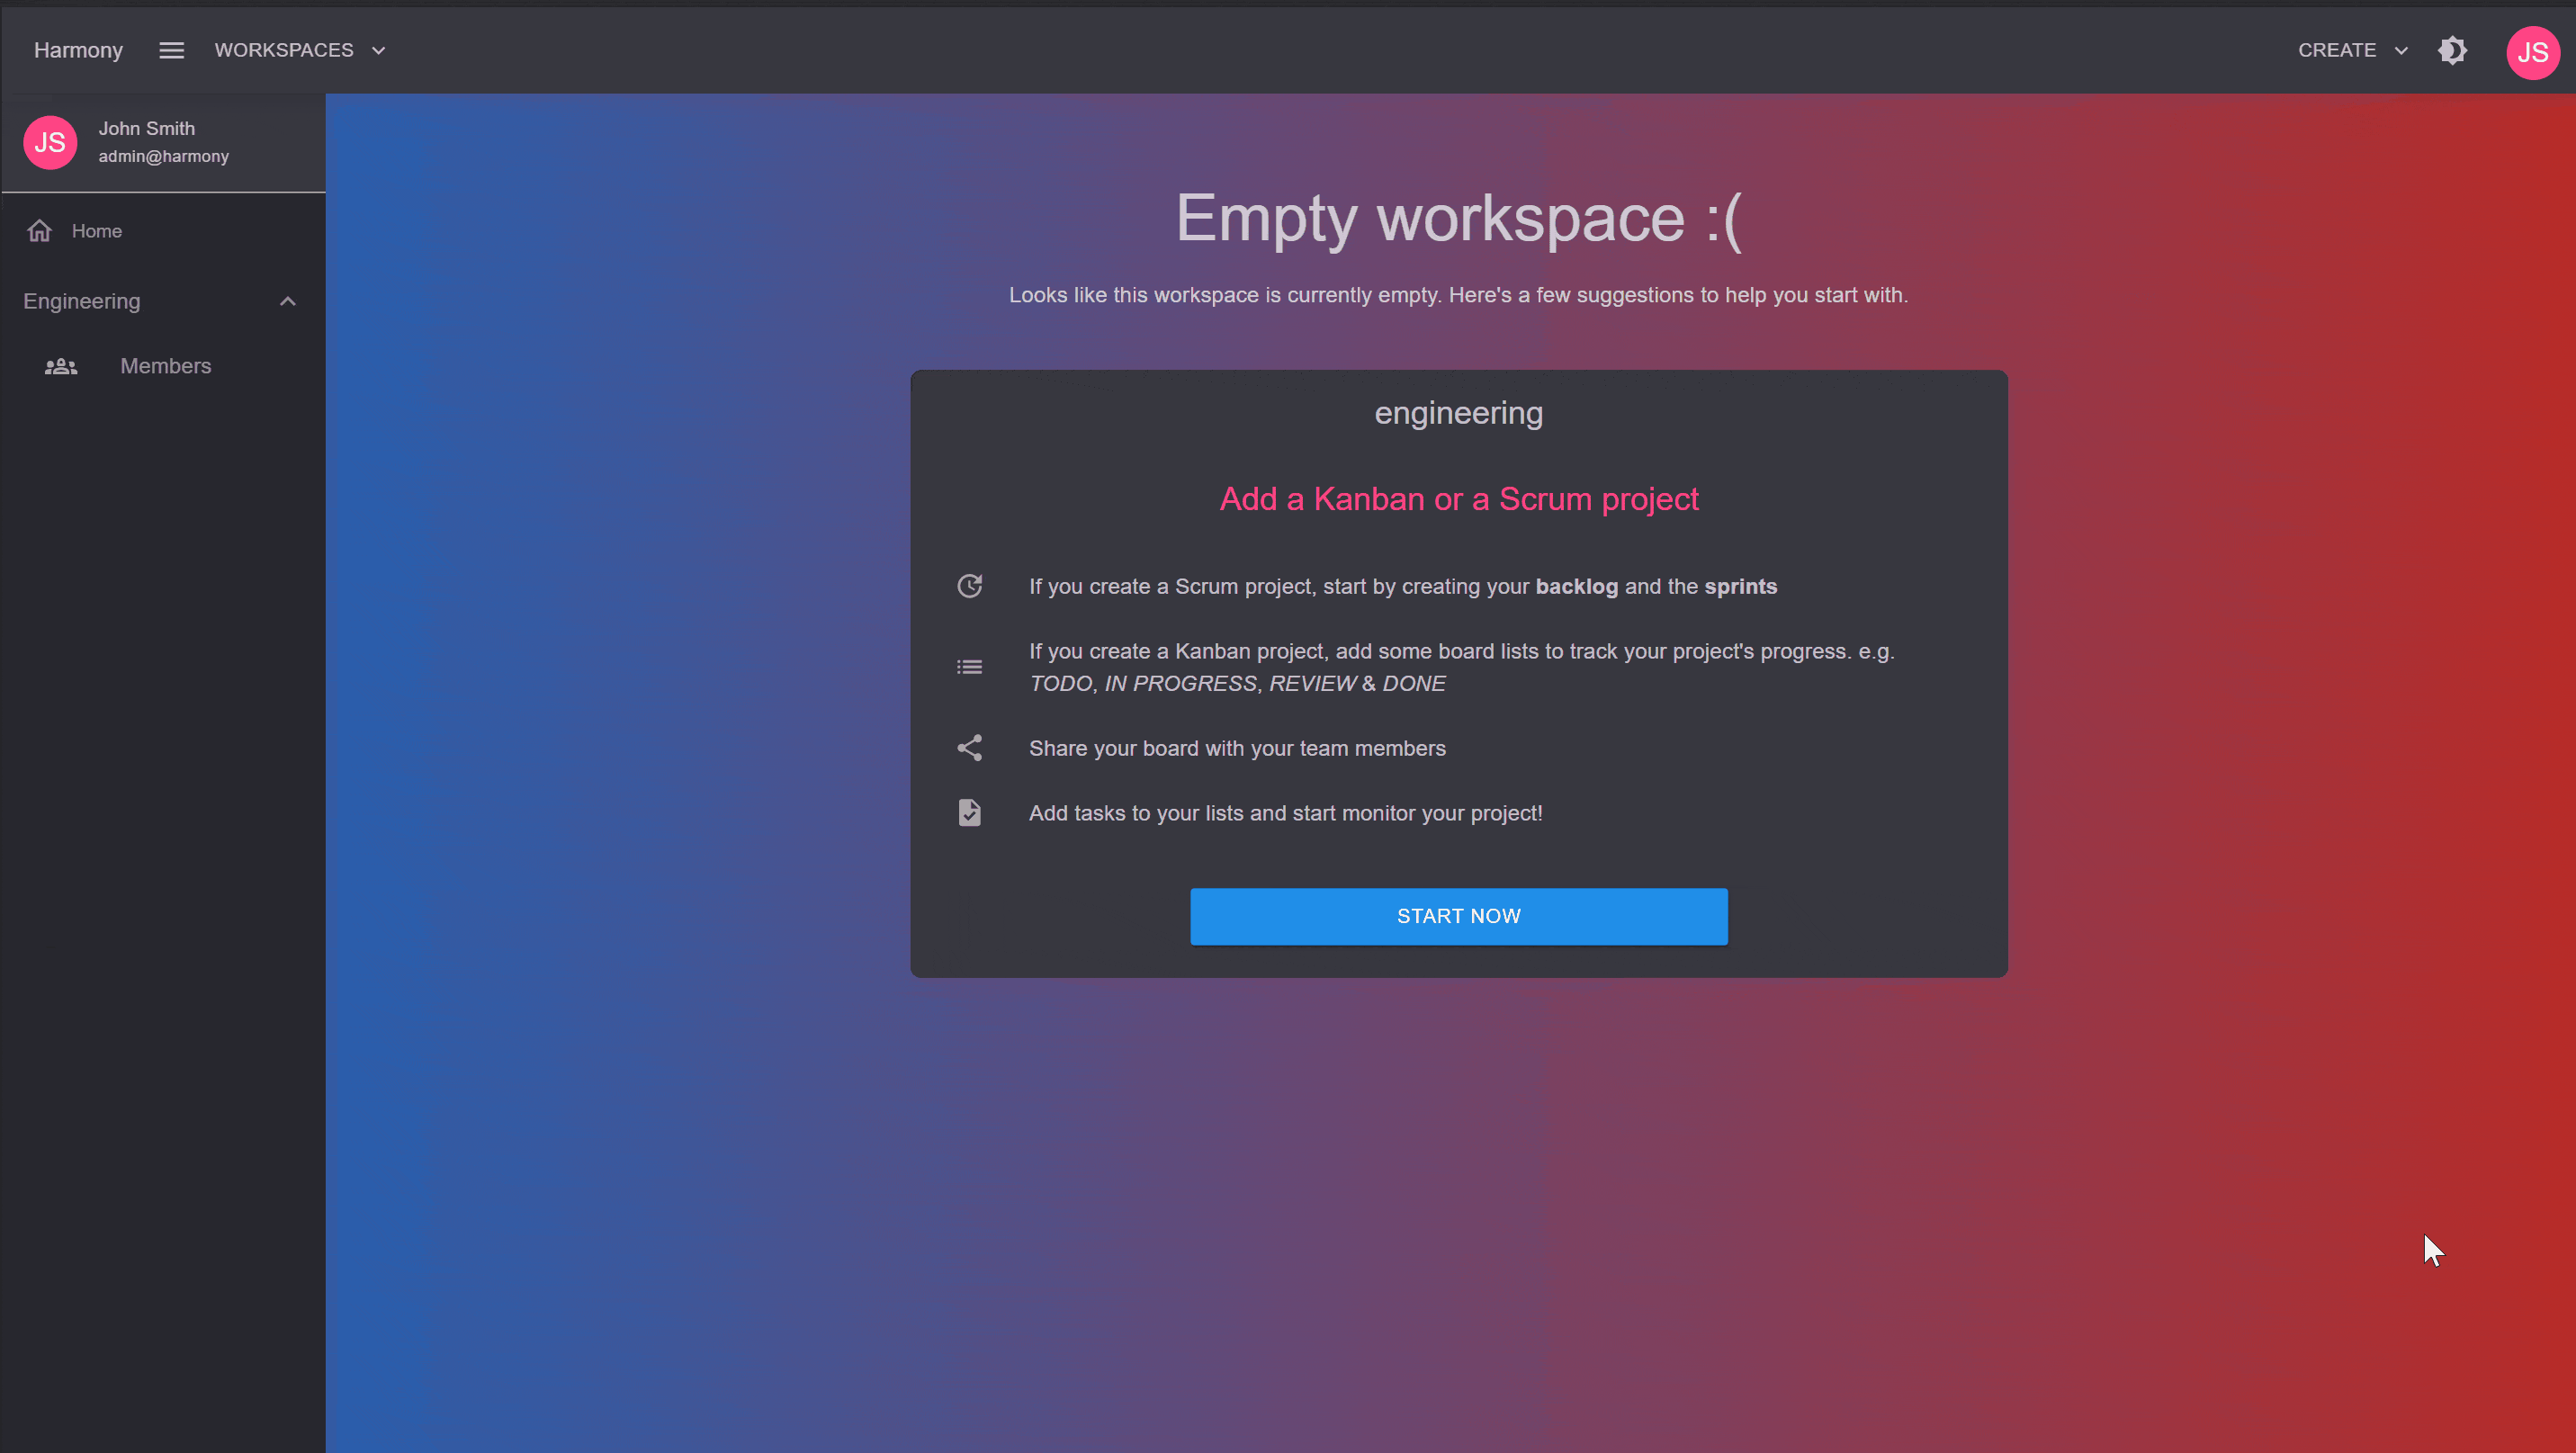 Harmony
WORKSPACES
CREATE
JS
JS
John Smith
admin@harmony
Home
Engineering
Members
Empty workspace :(
Looks like this workspace is currently empty. Here's a few suggestions to help you start with.
engineering
Add a Kanban or a Scrum project
If you create a Scrum project, start by creating your backlog and the sprints
If you create a Kanban project, add some board lists to track your project's progress. e.g.
TODO, IN PROGRESS, REVIEW & DONE
Share your board with your team members
Add tasks to your lists and start monitor your project!
START NOW